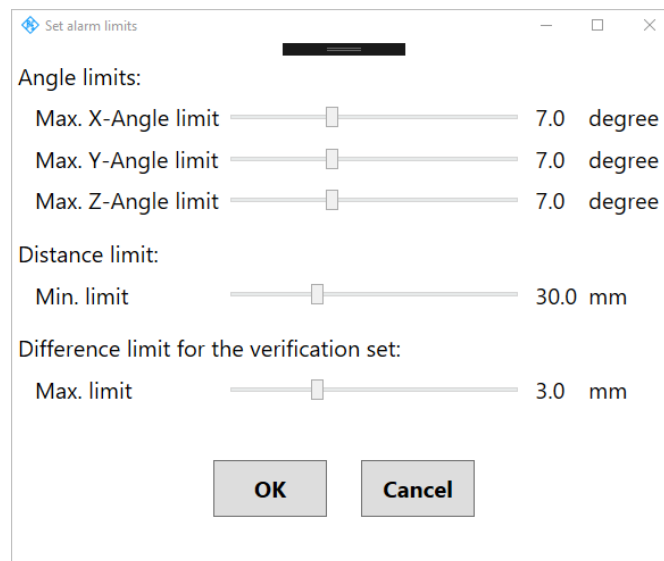 Set alarm limits
Angle limits:
Max. X-Angle limit 7.0 degree
Max. Y-Angle limit 7.0 degree
Max. Z-Angle limit 7.0 degree
Distance limit:
Min. limit 30.0 mm
Difference limit for the verification set:
Max. limit 3.0 mm
OK Cancel